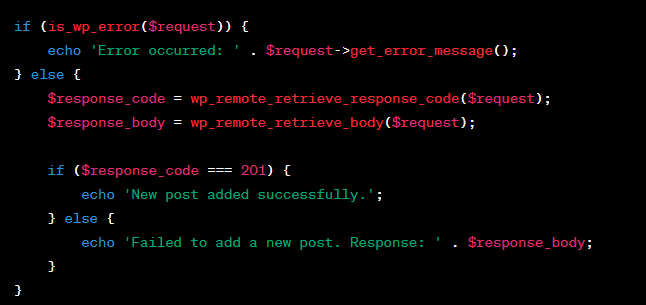 if (is_wp_error($request)) {
    echo 'Error occurred: ' . $request->get_error_message();
} else {
    $response_code = wp_remote_retrieve_response_code($request);
    $response_body = wp_remote_retrieve_body($request);

    if ($response_code === 201) {
        echo 'New post added successfully.';
    } else {
        echo 'Failed to add a new post. Response: ' . $response_body;
    }
}